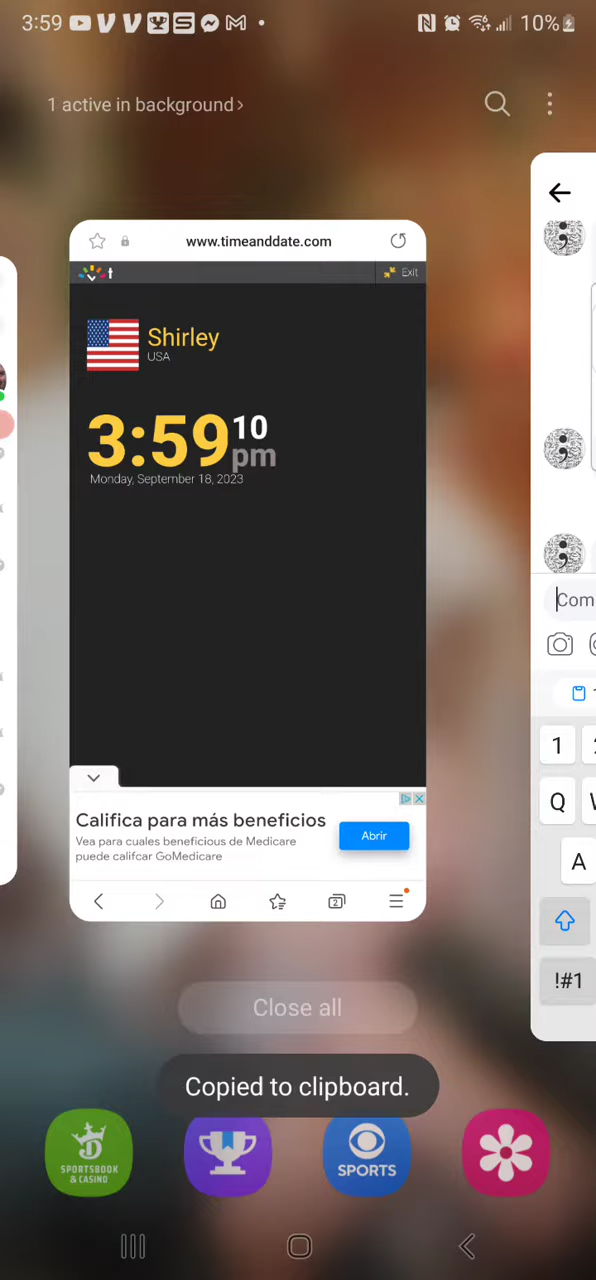 3:59
10%
1 active in background >
www.timeanddate.com
t
Exit
Shirley
USA
3:59 10 pm
Monday, September 18, 2023
Califica para más beneficios
Vea para cuales beneficious de Medicare
puede califcar GoMedicare
Abrir
2
Com
1
Q
A
!#1
Close all
Copied to clipboard.
SPORTSBOOK
& CASINO
SPORTS